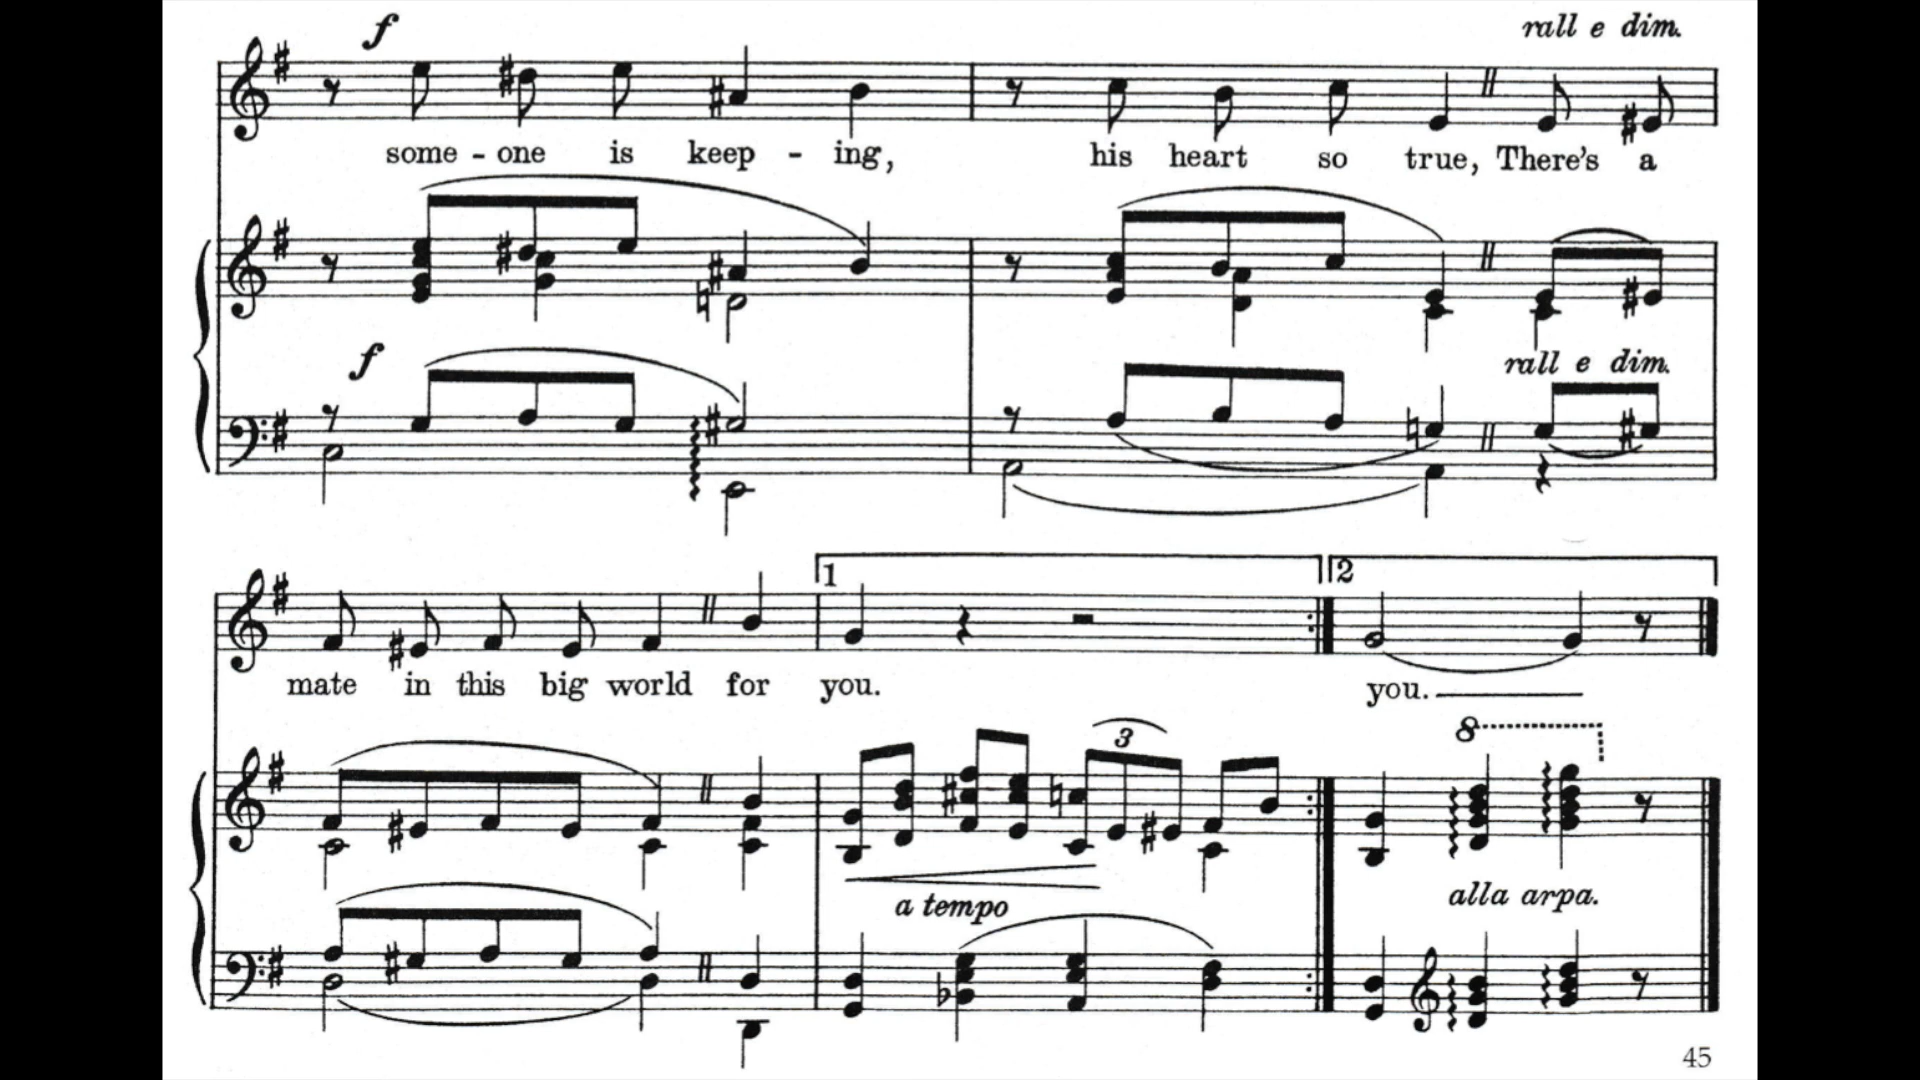 f
rall e dim.
some - one is keep - ing, his heart so true, There's a
f
rall e dim.
mate in this big world for you. you.
1
2
3
8
a tempo
alla arpa.
45